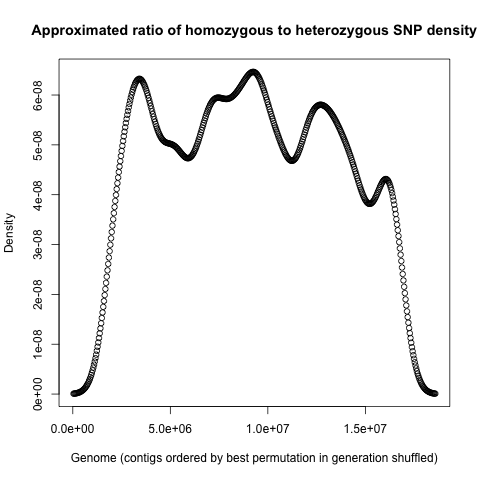 Approximated ratio of homozygous to heterozygous SNP density
Density
6e-08
5e-08
4e-08
3e-08
2e-08
1e-08
0e+00
0.0e+00 5.0e+06 1.0e+07 1.5e+07
Genome (contigs ordered by best permutation in generation shuffled)